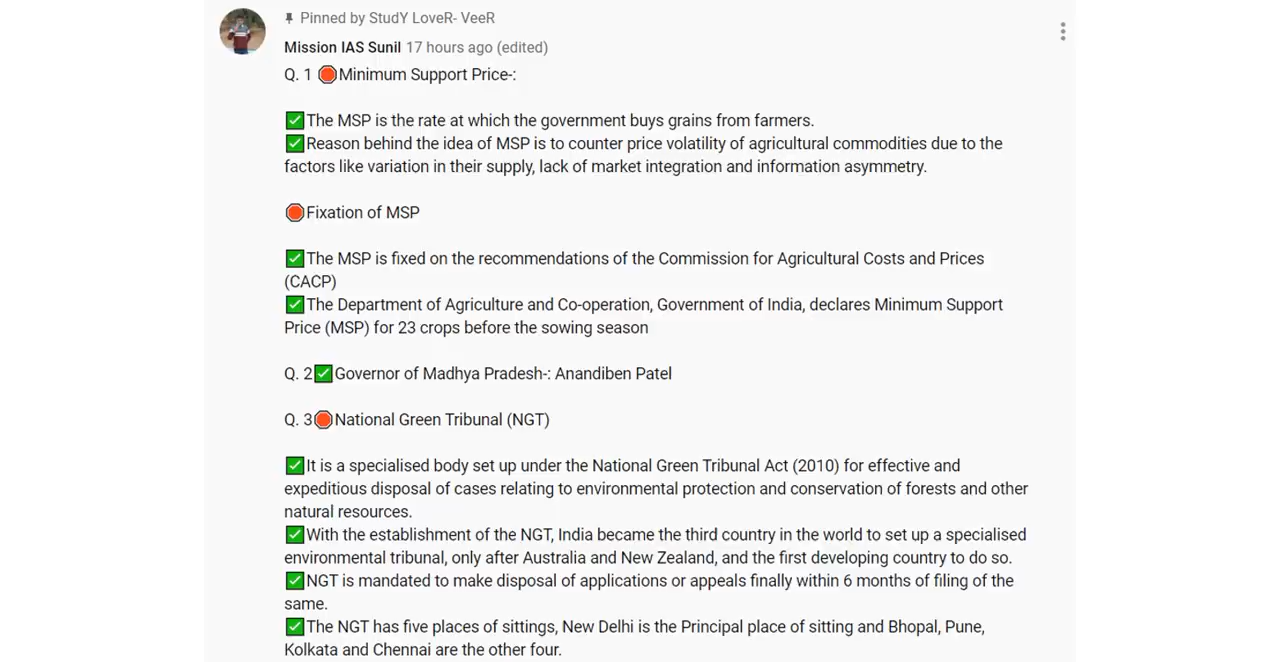 Pinned by StudY LoveR- VeeR
Mission IAS Sunil 17 hours ago (edited)
Q. 1 🛑Minimum Support Price-:
✅The MSP is the rate at which the government buys grains from farmers.
✅Reason behind the idea of MSP is to counter price volatility of agricultural commodities due to the
factors like variation in their supply, lack of market integration and information asymmetry.
🛑Fixation of MSP
✅The MSP is fixed on the recommendations of the Commission for Agricultural Costs and Prices
(CACP)
✅The Department of Agriculture and Co-operation, Government of India, declares Minimum Support
Price (MSP) for 23 crops before the sowing season
Q. 2✅Governor of Madhya Pradesh-: Anandiben Patel
Q. 3🛑National Green Tribunal (NGT)
✅It is a specialised body set up under the National Green Tribunal Act (2010) for effective and
expeditious disposal of cases relating to environmental protection and conservation of forests and other
natural resources.
✅With the establishment of the NGT, India became the third country in the world to set up a specialised
environmental tribunal, only after Australia and New Zealand, and the first developing country to do so.
✅NGT is mandated to make disposal of applications or appeals finally within 6 months of filing of the
same.
✅The NGT has five places of sittings, New Delhi is the Principal place of sitting and Bhopal, Pune,
Kolkata and Chennai are the other four.